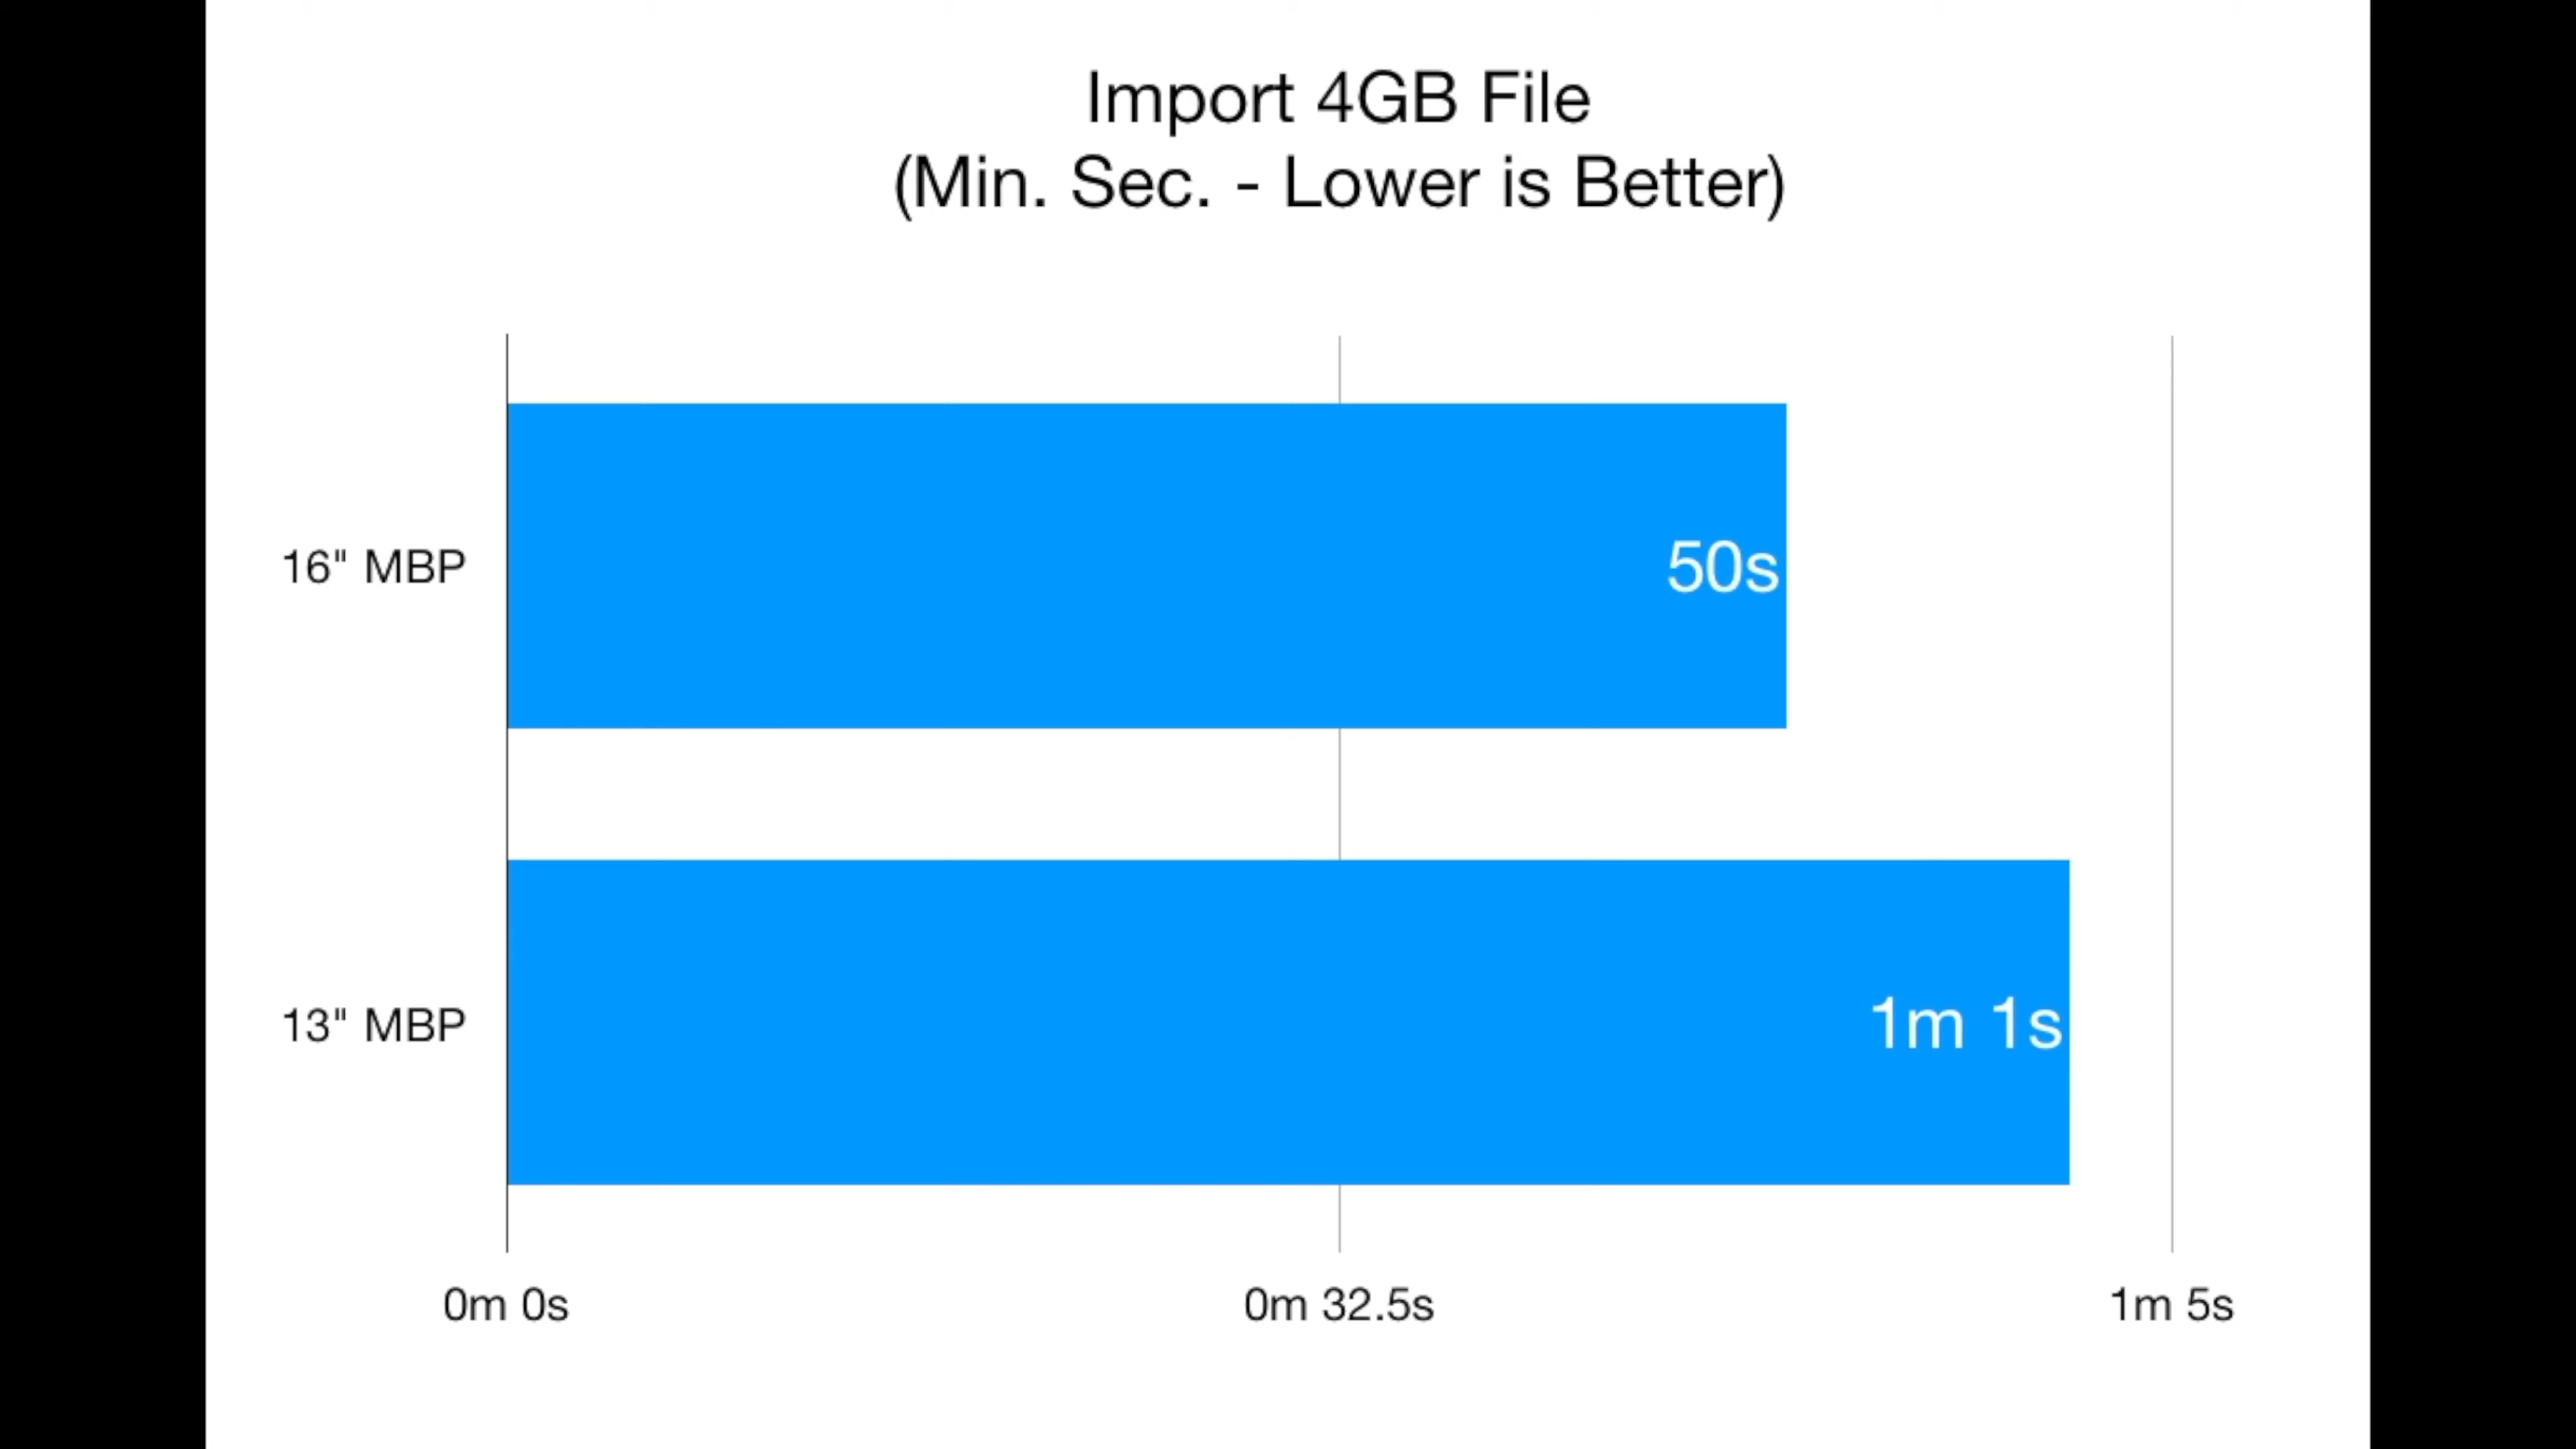 Import 4GB File
(Min. Sec. - Lower is Better)
16" MBP
50s
13" MBP
1m 1s
0m 0s
0m 32.5s
1m 5s